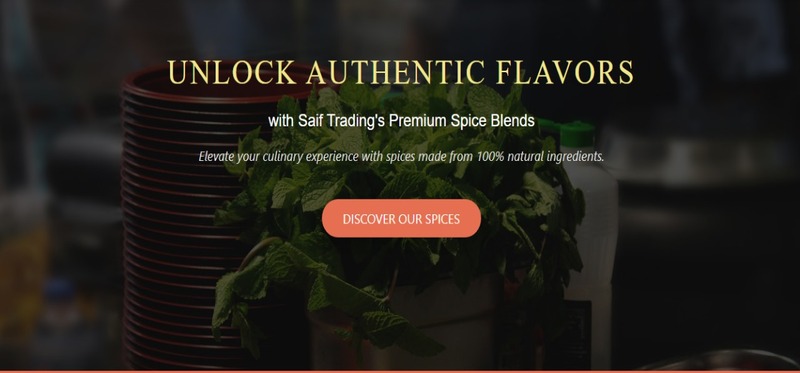 UNLOCK AUTHENTIC FLAVORS
with Saif Trading's Premium Spice Blends
Elevate your culinary experience with spices made from 100% natural ingredients.
DISCOVER OUR SPICES